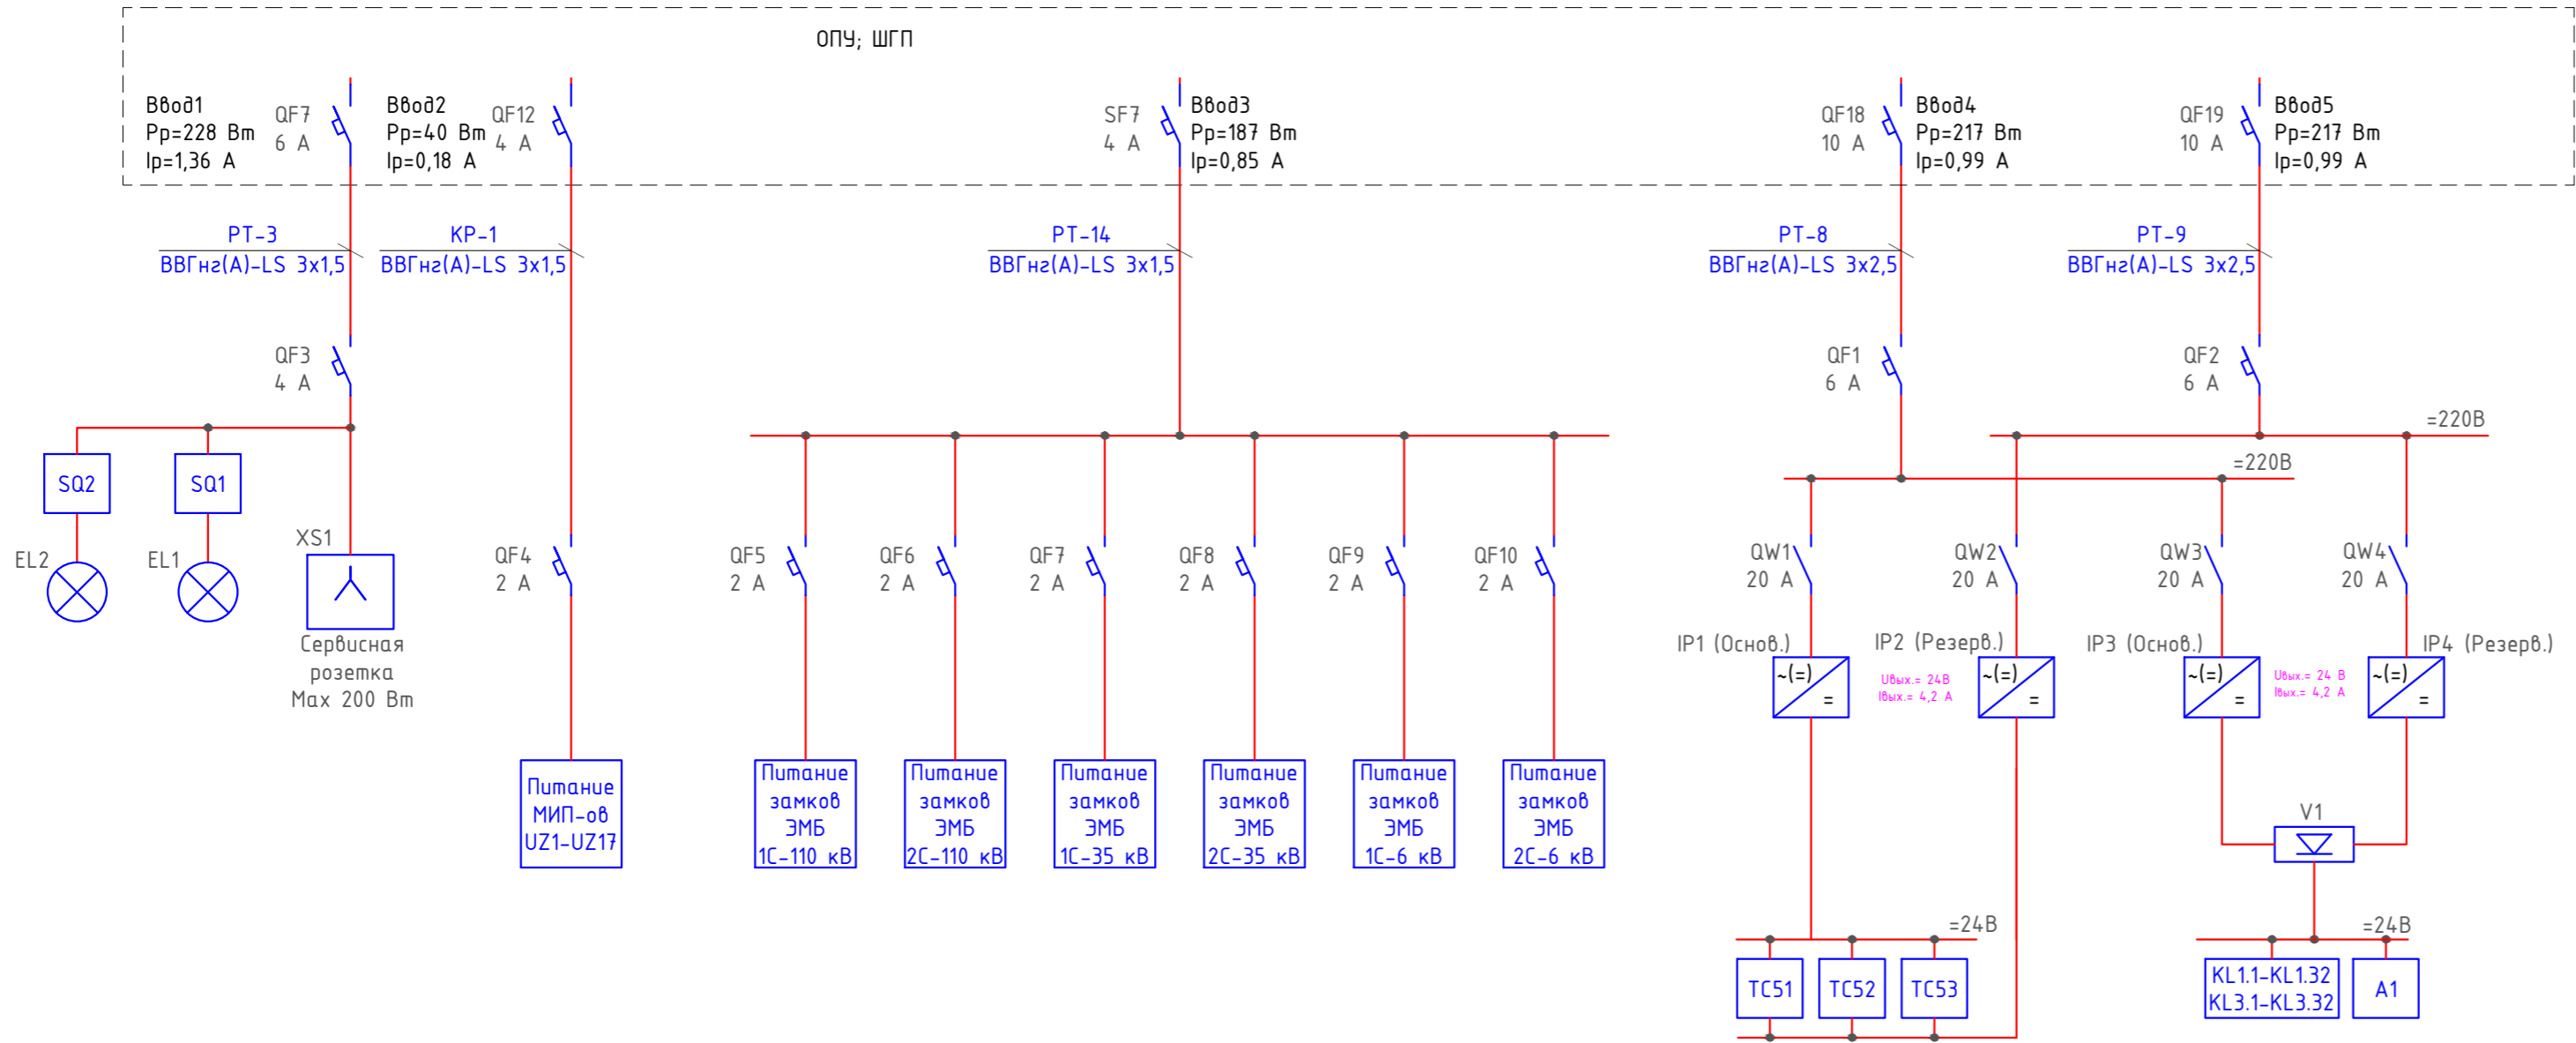 ОПУ; ШГП
Ввод1
Рр=228 Вт
Iр=1,36 А
QF7
6 А
Ввод2
Рр=40 Вт
Iр=0,18 А
QF12
4 А
SF7
4 А
Ввод3
Рр=187 Вт
Iр=0,85 А
QF18
10 А
Ввод4
Рр=217 Вт
Iр=0,99 А
QF19
10 А
Ввод5
Рр=217 Вт
Iр=0,99 А
РТ-3
ВВГнг(А)-LS 3х1,5
КР-1
ВВГнг(А)-LS 3х1,5
РТ-14
ВВГнг(А)-LS 3х1,5
РТ-8
ВВГнг(А)-LS 3х2,5
РТ-9
ВВГнг(А)-LS 3х2,5
QF3
4 А
QF1
6 А
QF2
6 А
=220В
=220В
SQ2
SQ1
EL2
EL1
XS1
Сервисная
розетка
Max 200 Вт
QF4
2 А
QF5
2 А
QF6
2 А
QF7
2 А
QF8
2 А
QF9
2 А
QF10
2 А
QW1
20 А
QW2
20 А
QW3
20 А
QW4
20 А
IP1 (Основ.)
~(=)
=
IP2 (Резерв.)
Uвых.= 24В
Iвых.= 4,2 А
~(=)
=
IP3 (Основ.)
~(=)
=
Uвых.= 24 В
Iвых.= 4,2 А
IP4 (Резерв.)
~(=)
=
Питание
МИП-ов
UZ1-UZ17
Питание
замков
ЭМБ
1С-110 кВ
Питание
замков
ЭМБ
2С-110 кВ
Питание
замков
ЭМБ
1С-35 кВ
Питание
замков
ЭМБ
2С-35 кВ
Питание
замков
ЭМБ
1С-6 кВ
Питание
замков
ЭМБ
2С-6 кВ
V1
=24В
=24В
TC51
TC52
TC53
KL1.1-KL1.32
KL3.1-KL3.32
A1